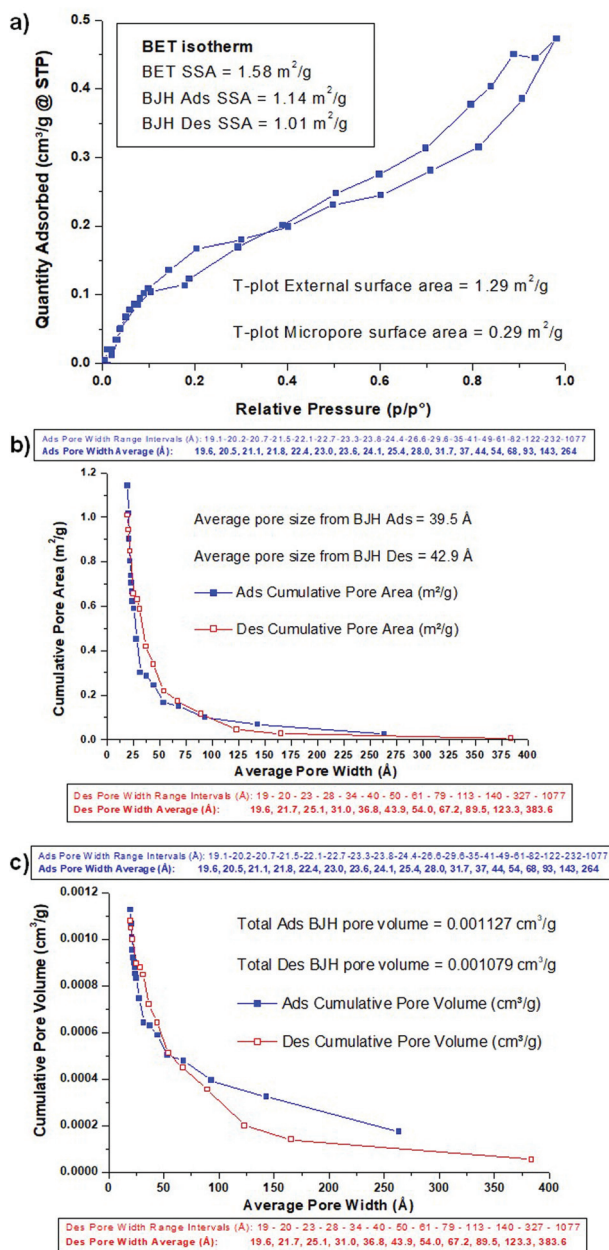 a)
BET isotherm
BET SSA = 1.58 m²/g
BJH Ads SSA = 1.14 m²/g
BJH Des SSA = 1.01 m²/g
T-plot External surface area = 1.29 m²/g
T-plot Micropore surface area = 0.29 m²/g
Quantity Adsorbed (cm³/g @ STP)
0.5
0.4
0.3
0.2
0.1
0.0
0.0 0.2 0.4 0.6 0.8 1.0
Relative Pressure (p/p°)
b)
Ads Pore Width Range Intervals (Å): 19.1-20.2-20.7-21.5-22.1-22.7-23.3-23.8-24.4-26.6-29.6-35-41-49-61-82-122-232-1077
Ads Pore Width Average (Å): 19.6, 20.5, 21.1, 21.8, 22.4, 23.0, 23.6, 24.1, 25.4, 28.0, 31.7, 37, 44, 54, 68, 93, 143, 264
Average pore size from BJH Ads = 39.5 Å
Average pore size from BJH Des = 42.9 Å
Ads Cumulative Pore Area (m²/g)
Des Cumulative Pore Area (m²/g)
Cumulative Pore Area (m²/g)
1.2
1.0
0.8
0.6
0.4
0.2
0.0
0 25 50 75 100 125 150 175 200 225 250 275 300 325 350 375 400
Average Pore Width (Å)
Des Pore Width Range Intervals (Å): 19 - 20 - 23 - 28 - 34 - 40 - 50 - 61 - 79 - 113 - 140 - 327 - 1077
Des Pore Width Average (Å): 19.6, 21.7, 25.1, 31.0, 36.8, 43.9, 54.0, 67.2, 89.5, 123.3, 383.6
c)
Ads Pore Width Range Intervals (Å): 19.1-20.2-20.7-21.5-22.1-22.7-23.3-23.8-24.4-26.6-29.6-35-41-49-61-82-122-232-1077
Ads Pore Width Average (Å): 19.6, 20.5, 21.1, 21.8, 22.4, 23.0, 23.6, 24.1, 25.4, 28.0, 31.7, 37, 44, 54, 68, 93, 143, 264
Total Ads BJH pore volume = 0.001127 cm³/g
Total Des BJH pore volume = 0.001079 cm³/g
Ads Cumulative Pore Volume (cm³/g)
Des Cumulative Pore Volume (cm³/g)
Cumulative Pore Volume (cm³/g)
0.0012
0.0010
0.0008
0.0006
0.0004
0.0002
0.0000
0 50 100 150 200 250 300 350 400
Average Pore Width (Å)
Des Pore Width Range Intervals (Å): 19 - 20 - 23 - 28 - 34 - 40 - 50 - 61 - 79 - 113 - 140 - 327 - 1077
Des Pore Width Average (Å): 19.6, 21.7, 25.1, 31.0, 36.8, 43.9, 54.0, 67.2, 89.5, 123.3, 383.6